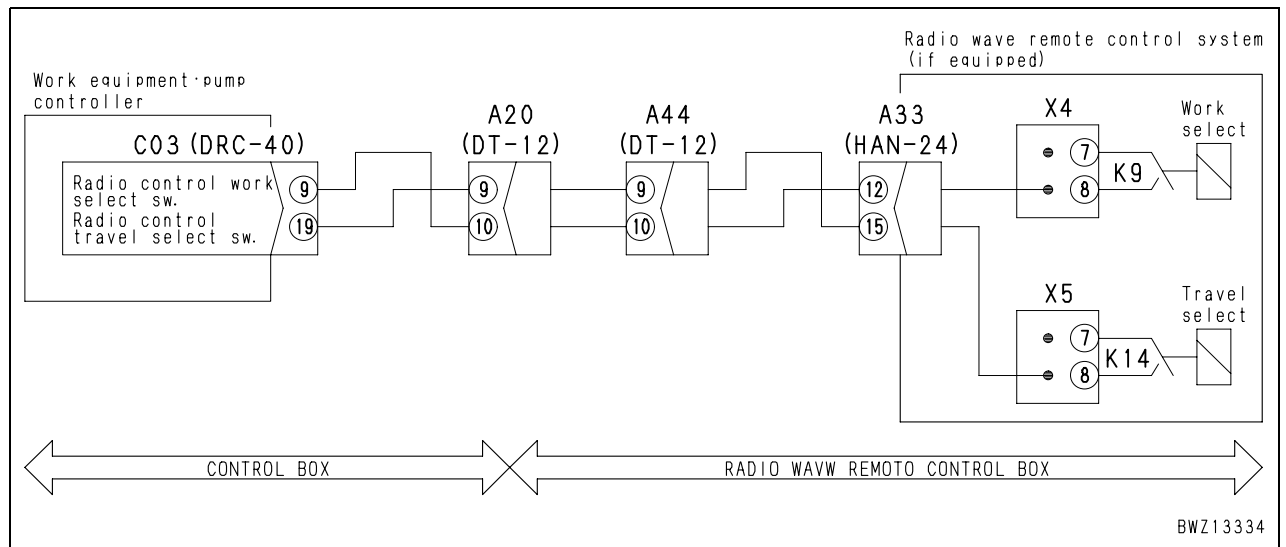 Radio wave remote control system
(if equipped)
Work equipment·pump
controller
C03 (DRC-40)
A20
(DT-12)
A44
(DT-12)
A33
(HAN-24)
X4
Work
select
Radio control work
select sw.
Radio control
travel select sw.
9
19
9
10
9
10
12
15
7
8
K9
X5
Travel
select
7
8
K14
CONTROL BOX
RADIO WAVW REMOTO CONTROL BOX
BWZ13334